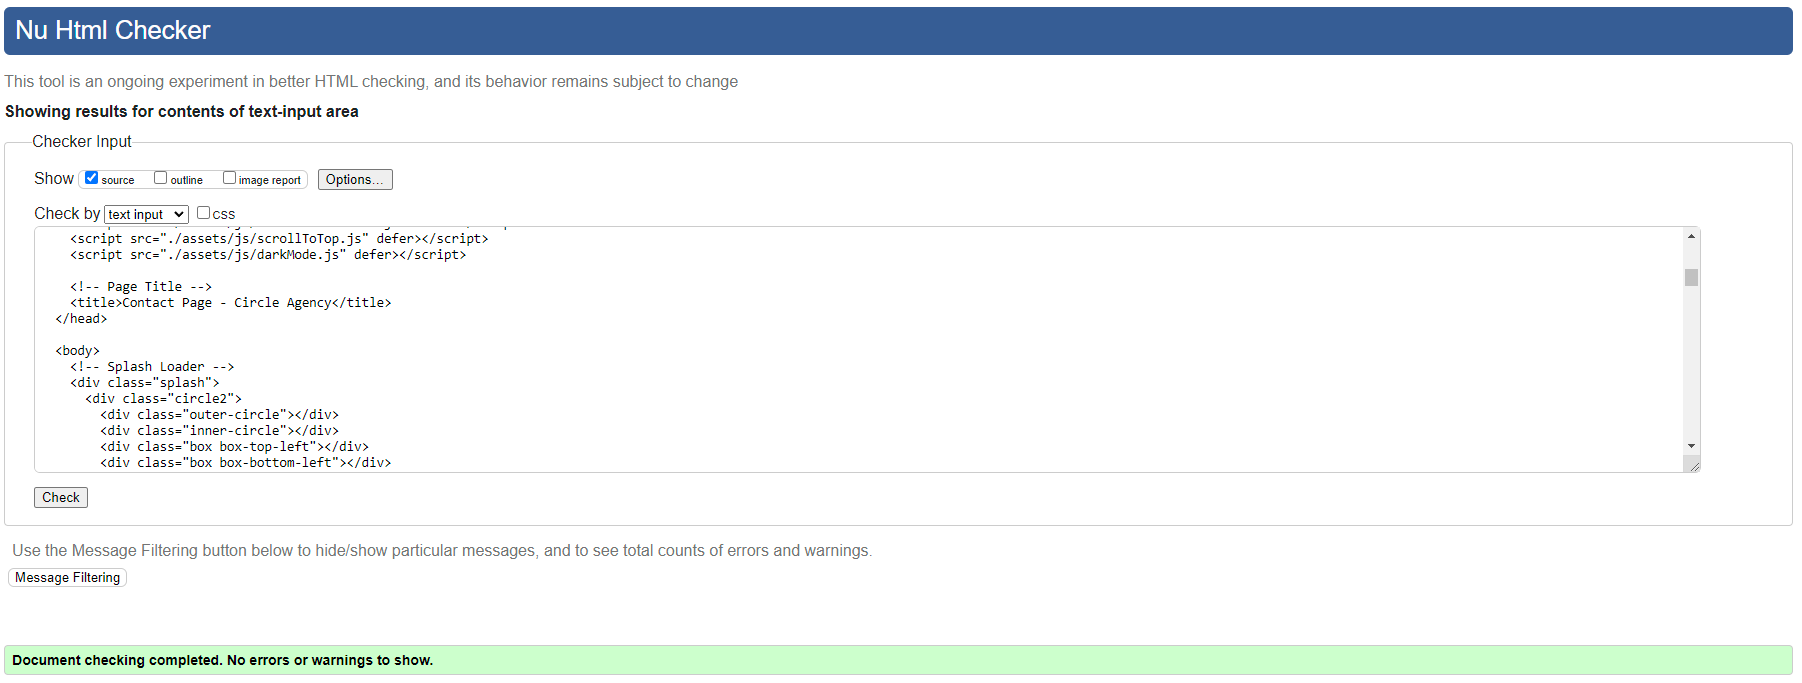 Nu Html Checker
This tool is an ongoing experiment in better HTML checking, and its behavior remains subject to change
Showing results for contents of text-input area
Checker Input
Show source outline image report Options...
Check by text input css
<script src="./assets/js/scrollToTop.js" defer></script>
<script src="./assets/js/darkMode.js" defer></script>
<!-- Page Title -->
<title>Contact Page - Circle Agency</title>
</head>
<body>
<!-- Splash Loader -->
<div class="splash">
<div class="circle2">
<div class="outer-circle"></div>
<div class="inner-circle"></div>
<div class="box box-top-left"></div>
<div class="box box-bottom-left"></div>
Check
Use the Message Filtering button below to hide/show particular messages, and to see total counts of errors and warnings.
Message Filtering
Document checking completed. No errors or warnings to show.